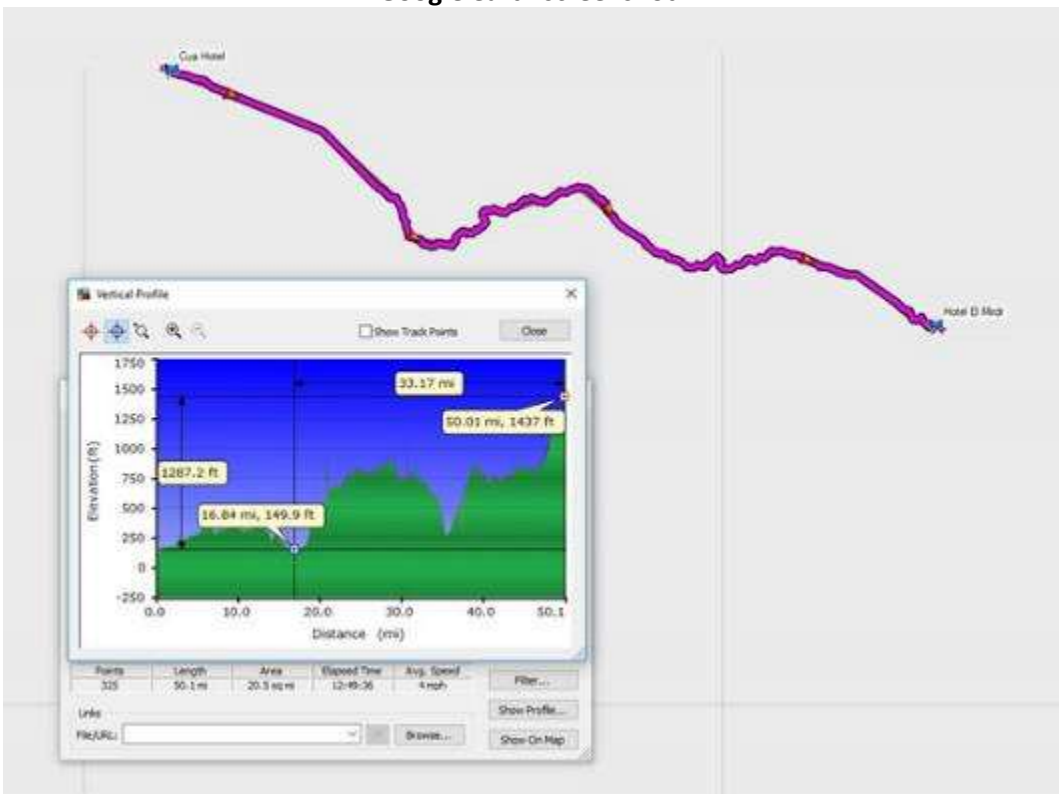 Cua Hotel
Hotel El Midr
Vertical Profile
Show Track Points
Close
1750
1500
1250
1000
750
500
250
0
-250
Elevation (ft)
33.17 mi
50.01 mi, 1437 ft
1287.2 ft
16.84 mi, 149.9 ft
0.0 10.0 20.0 30.0 40.0 50.1
Distance (mi)
Points Length Area Elapsed Time Avg. Speed
325 50.1 mi 20.5 sq mi 12:49:36 4 mph
Filter...
Links
Show Profile...
File/URL:
Browse...
Show On Map